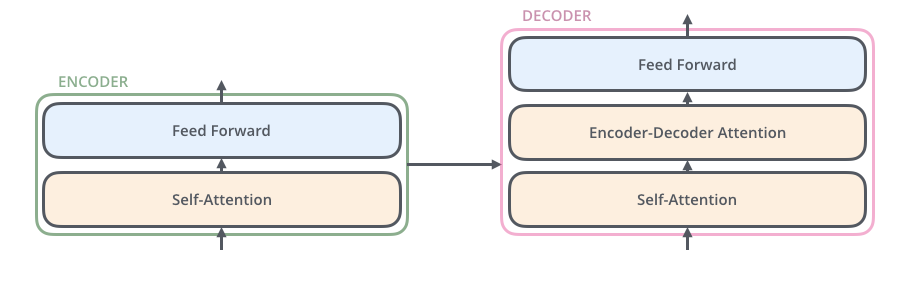 ENCODER
Feed Forward
Self-Attention
DECODER
Feed Forward
Encoder-Decoder Attention
Self-Attention